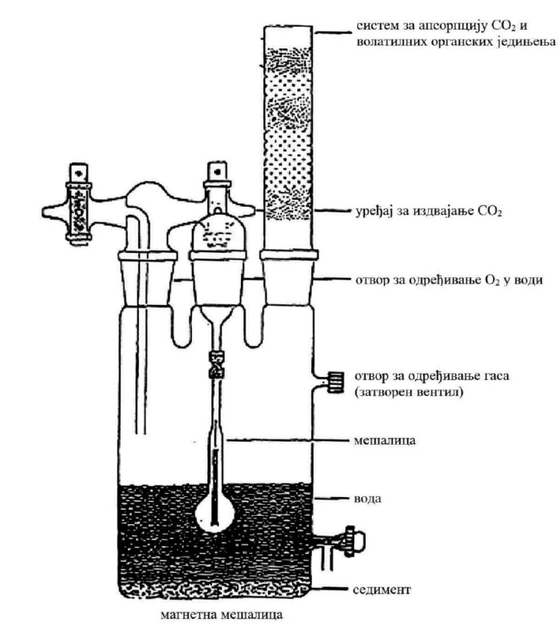 систем за апсорпцију CO₂ и
волатилних органских једињења
уређај за издвајање CO₂
отвор за одређивање O₂ у води
отвор за одређивање гаса
(затворен вентил)
мешалица
вода
седимент
магнетна мешалица